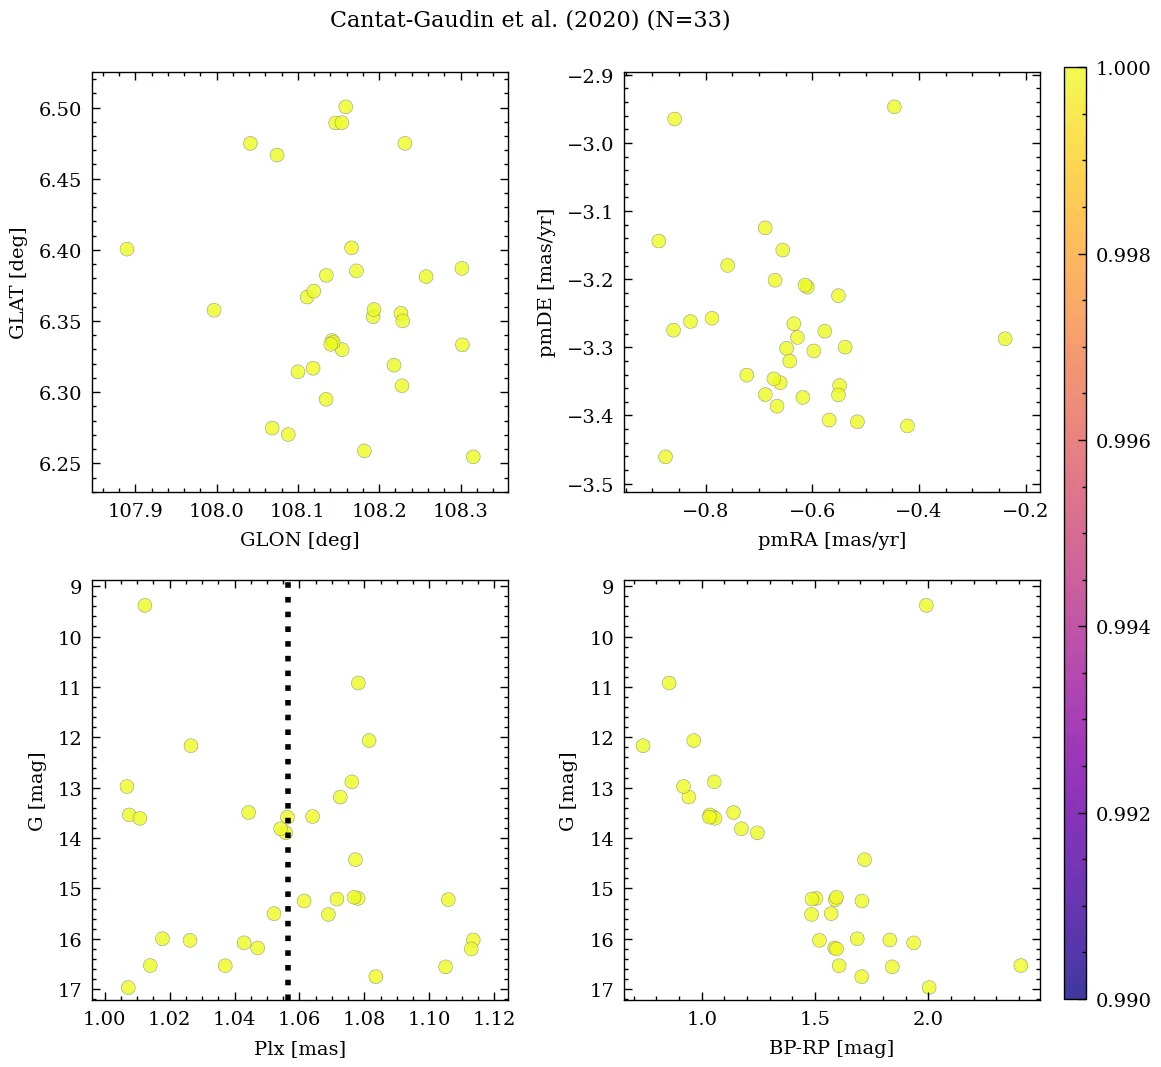 Cantat-Gaudin et al. (2020) (N=33)
6.50
6.45
6.40
6.35
6.30
6.25
GLAT [deg]
107.9 108.0 108.1 108.2 108.3
GLON [deg]
−2.9
−3.0
−3.1
−3.2
−3.3
−3.4
−3.5
pmDE [mas/yr]
−0.8 −0.6 −0.4 −0.2
pmRA [mas/yr]
9
10
11
12
13
14
15
16
17
G [mag]
1.00 1.02 1.04 1.06 1.08 1.10 1.12
Plx [mas]
9
10
11
12
13
14
15
16
17
G [mag]
1.0 1.5 2.0
BP-RP [mag]
1.000
0.998
0.996
0.994
0.992
0.990